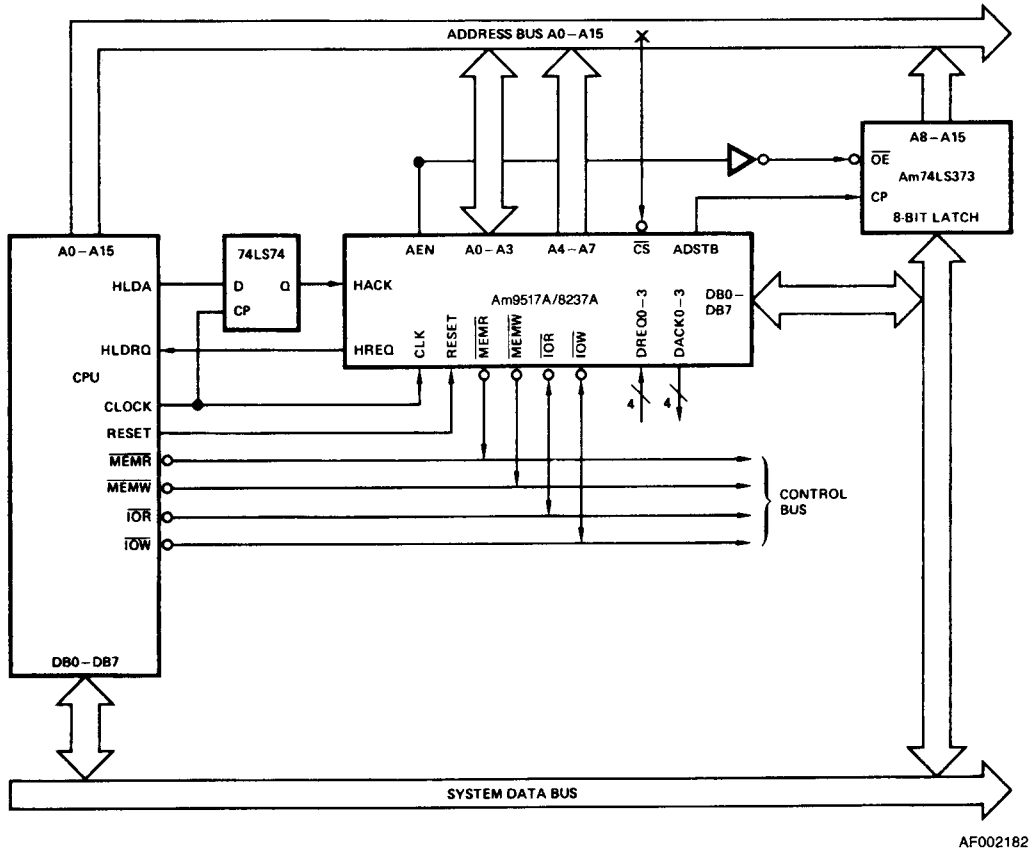 ADDRESS BUS A0–A15
A8–A15
OE
Am74LS373
CP
8-BIT LATCH
A0–A15
74LS74
AEN
A0–A3
A4–A7
CS
ADSTB
HLDA
D
Q
HACK
Am9517A/8237A
DB0–
DB7
CP
HLDRQ
HREQ
CLK
RESET
MEMR
MEMW
IOR
IOW
DREQ0-3
DACK0-3
CPU
CLOCK
4
4
RESET
MEMR
MEMW
IOR
IOW
CONTROL
BUS
DB0–DB7
SYSTEM DATA BUS
AF002182